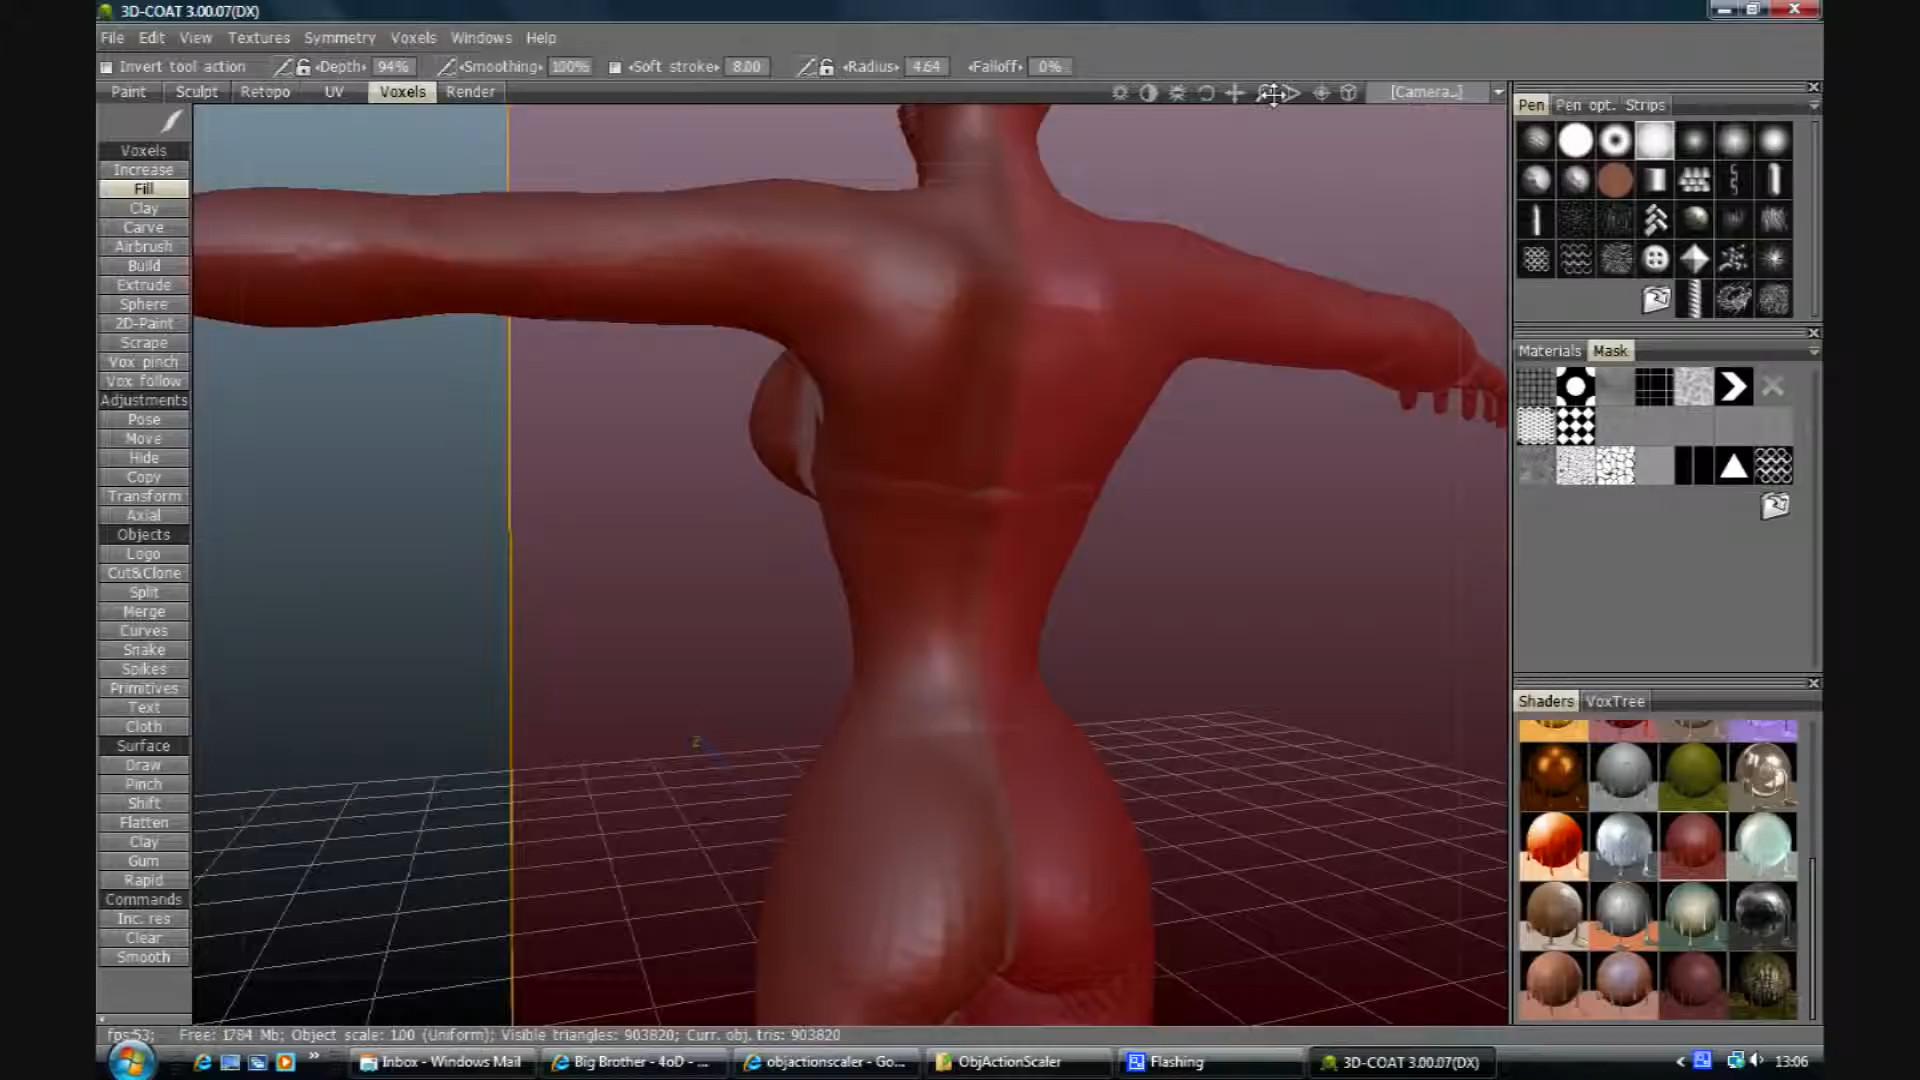 3D-COAT 3.00.07(DX)
File Edit View Textures Symmetry Voxels Windows Help
Invert tool action Depth 94% Smoothing 100% Soft stroke 8.00 Radius 4.64 Falloff 0%
Paint Sculpt Retopo UV Voxels Render [Camera..]
Pen Pen opt. Strips
Voxels
Increase
Fill
Clay
Carve
Airbrush
Build
Extrude
Sphere
2D-Paint
Scrape
Vox pinch
Vox follow
Adjustments
Pose
Move
Hide
Copy
Transform
Axial
Objects
Logo
Cut&Clone
Split
Merge
Curves
Snake
Spikes
Primitives
Text
Cloth
Surface
Draw
Pinch
Shift
Flatten
Clay
Gum
Rapid
Commands
Inc. res
Clear
Smooth
Materials Mask
Shaders VoxTree
z
fps:53; Free: 1784 Mb; Object scale: 1.00 (Uniform); Visible triangles: 903820; Curr. obj. tris: 903820
Inbox - Windows Mail Big Brother - 4oD - ... objactionscaler - Go... ObjActionScaler Flashing 3D-COAT 3.00.07(DX) 13:06